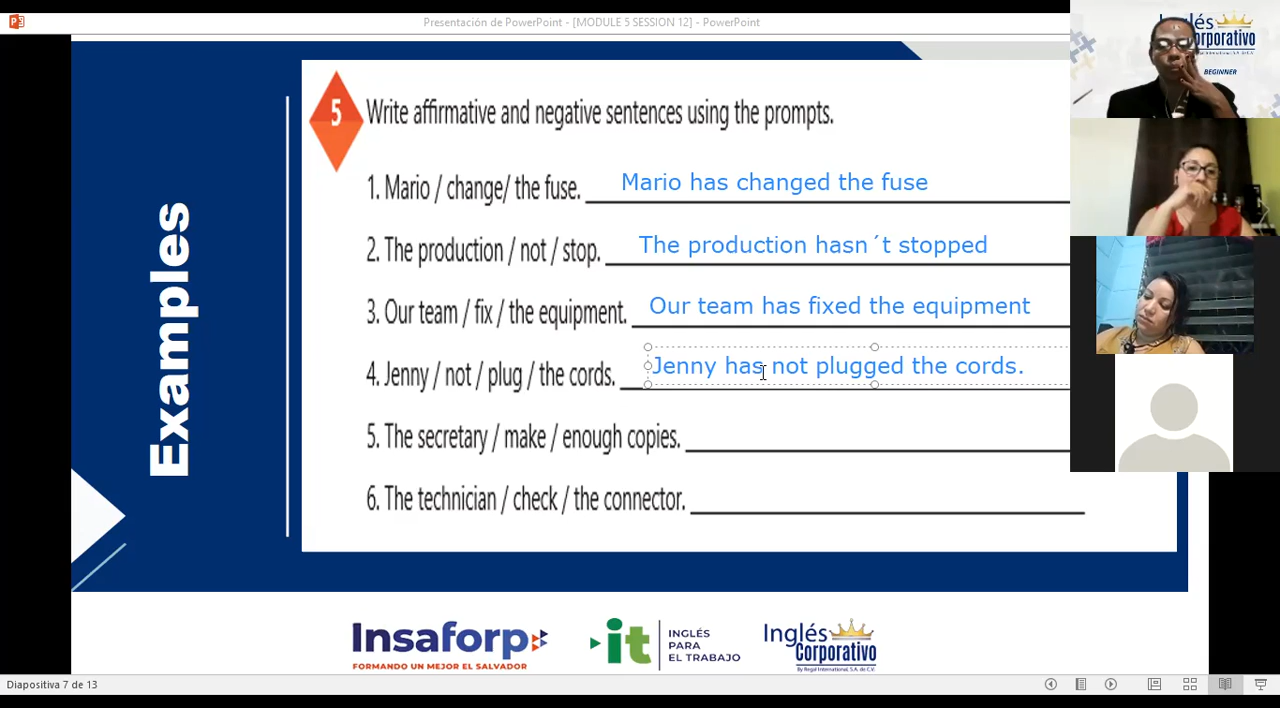 Presentación de PowerPoint - [MODULE 5 SESSION 12] - PowerPoint
Inglés
Corporativo
BEGINNER
Examples
5
Write affirmative and negative sentences using the prompts.
1. Mario / change/ the fuse. Mario has changed the fuse
2. The production / not / stop. The production hasn´t stopped
3. Our team / fix / the equipment. Our team has fixed the equipment
4. Jenny / not / plug / the cords. Jenny has not plugged the cords.
5. The secretary / make / enough copies.
6. The technician / check / the connector.
Insaforp
FORMANDO UN MEJOR EL SALVADOR
it
INGLÉS
PARA
EL TRABAJO
Inglés
Corporativo
By Regal International, S.A. de C.V.
Diapositiva 7 de 13